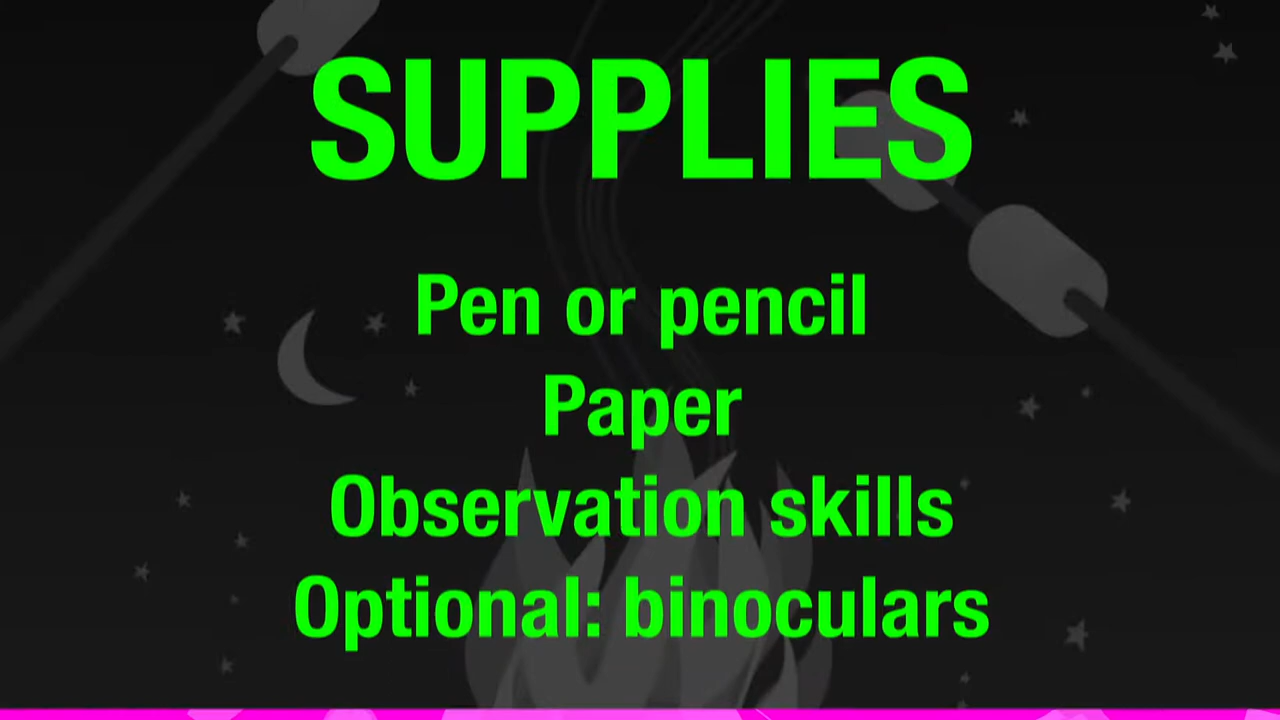 SUPPLIES
Pen or pencil
Paper
Observation skills
Optional: binoculars